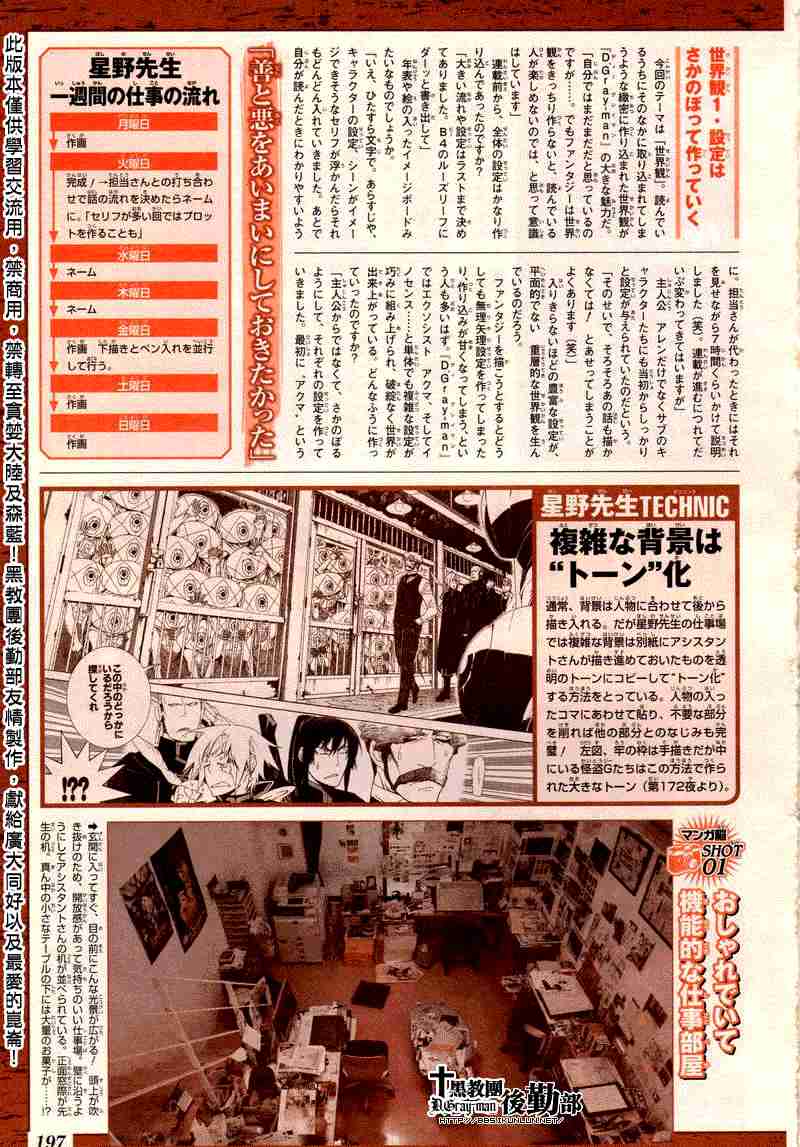 世界観1・設定は
さかのぼって作っていく
今回のテーマは「世界観」。読んでい
るうちにそのなかに取り込まれてしま
うような緻密に作り込まれた世界観が
『D.Gray-man』の大きな魅力だ。
「自分ではまだまだだと思っているの
ですが……。でもファンタジーは世界
観をきっちり作らないと、読んでいる
人が楽しめないのでは、と思って意識
はしています」
連載前から、全体の設定はかなり作
り込んであったのですか？
「大きい流れや設定はラストまで決め
てありました。B4のルーズリーフに
ダーッと書き出して」
年表や絵の入ったイメージボードみ
たいなものでしょうか。
「いえ、ひたすら文字で。あらすじや、
キャラクターの設定、シーンがイメー
ジできそうなセリフが浮かんだらそれ
もどんどん入れていきました。あとで
自分が読んだときにわかりやすいよう
に。担当さんが代わったときにはそれ
を見せながら7時間くらいかけて説明
しました（笑）。連載が進むにつれてだ
いぶ変わってきてはいますが」
主人公、アレンだけでなくサブのキ
ャラクターたちにも当初からしっかり
と設定が与えられていたのだという。
「そのせいで、そろそろあの話も描か
なくては！とあせってしまうことが
よくあります（笑）」
入りきらないほどの豊富な設定が、
平面的でない、重層的な世界観を生ん
でいるのだろう。
ファンタジーを描こうとするとどう
しても無理矢理設定を作ってしまった
り、作り込みが甘くなってしまう、とい
う人も多いはず。『D.Gray-man』
ではエクソシスト、アクマ、そしてイ
ノセンス……と単体でも複雑な設定が
巧みに組み上げられ、破綻なく世界が
出来上がっている。どんなふうに作っ
ていったのですか？
「主人公からではなくて、さかのぼる
ようにして、それぞれの設定を作って
いきました。最初に、『アクマ』という
「善と悪をあいまいにしておきたかった」
星野先生
一週間の仕事の流れ
月曜日
作画
火曜日
完成！→担当さんとの打ち合わ
せで話の流れを決めたらネーム
に。「セリフが多い回ではプロッ
トを作ることも」
水曜日
ネーム
木曜日
ネーム
金曜日
作画 下描きとペン入れを並行
して行う。
土曜日
作画
日曜日
作画
星野先生TECHNIC
複雑な背景は
“トーン”化
通常、背景は人物に合わせて後から
描き入れる。だが星野先生の仕事場
では複雑な背景は別紙にアシスタン
トさんが描き進めておいたものを透
明のトーンにコピーして“トーン化”
する方法をとっている。人物の入っ
たコマにあわせて貼り、不要な部分
を削れば他の部分とのなじみも完
璧！ 左図、牢の枠は手描きだが中
にいる怪盗Gたちはこの方法で作ら
れた大きなトーン（第172夜より）。
この中のどっかに
いるだろうから
探してくれ
!??
マンガ脳
SHOT
01
おしゃれでいて
機能的な仕事部屋
➡玄関に入ってすぐ、目の前にこんな光景が広がる！ 頭上が吹
き抜けのため、開放感があって気持ちのいい仕事場。壁に沿うよ
うにしてアシスタントさんの机が並べられている。正面窓際が先
生の机。真ん中の小さなテーブルの下には大量のお菓子が……!?
黑教團
D.Gray-man
後勤部
HTTP://BBS.KUNLUN.NET/
197
此版本僅供學習交流用，禁商用，禁轉至貪婪大陸及森藍！黑教團後勤部友情製作，獻給廣大同好以及最愛的崑崙！